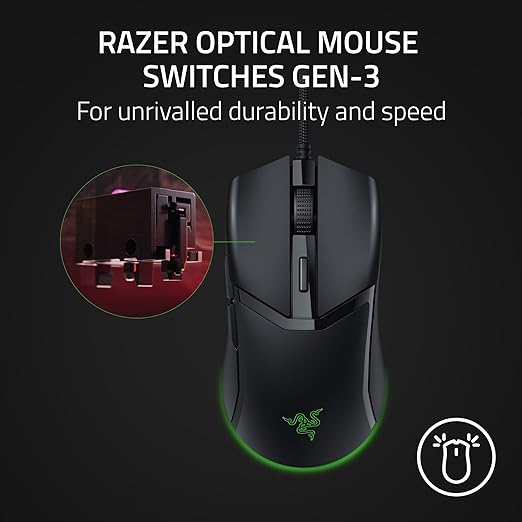 RAZER OPTICAL MOUSE
SWITCHES GEN-3
For unrivalled durability and speed